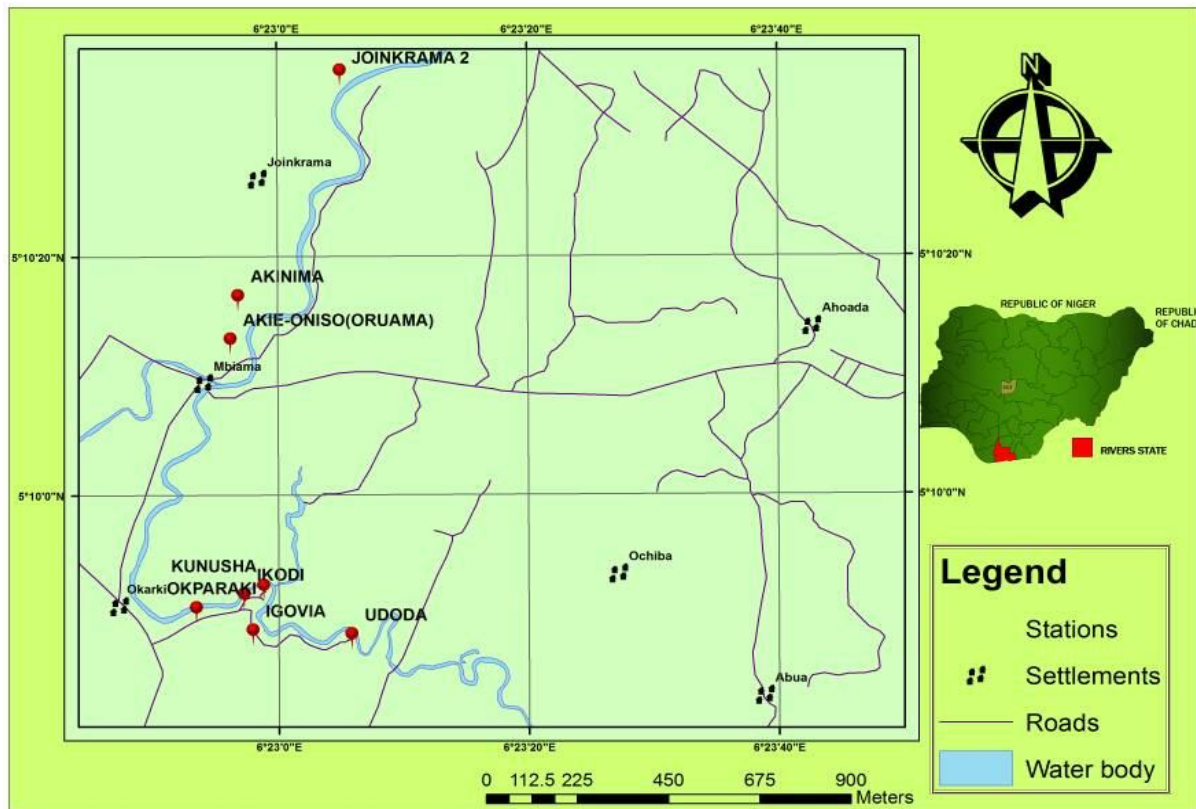 6°23'0"E
6°23'20"E
6°23'40"E
JOINKRAMA 2
N
Joinkrama
5°10'20"N
5°10'20"N
AKINIMA
AKIE-ONISO(ORUAMA)
Mbiama
Ahoada
REPUBLIC OF NIGER
REPUBLI
OF CHAD
RIVERS STATE
5°10'0"N
5°10'0"N
KUNUSHA
IKODI
Okarki
OKPARAKI
IGOVIA
UDODA
Ochiba
Abua
6°23'0"E
6°23'20"E
6°23'40"E
Legend
Stations
Settlements
Roads
Water body
0 112.5 225 450 675 900
Meters